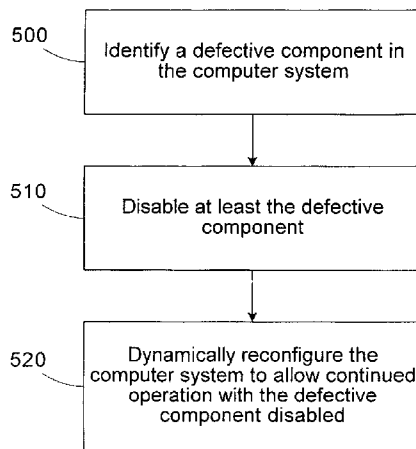 500
Identify a defective component in
the computer system
510
Disable at least the defective
component
520
Dynamically reconfigure the
computer system to allow continued
operation with the defective
component disabled